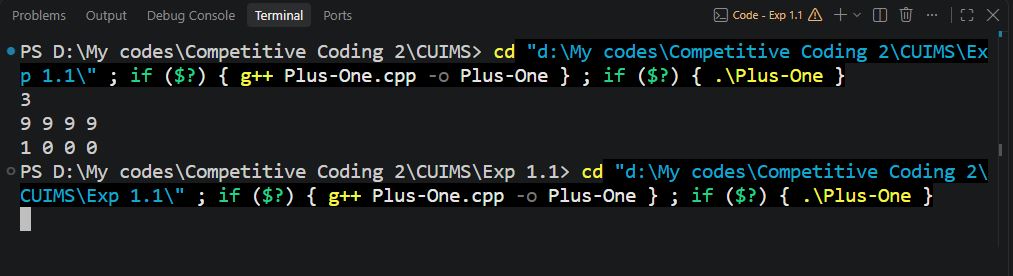 Problems Output Debug Console Terminal Ports Code - Exp 1.1
PS D:\My codes\Competitive Coding 2\CUIMS> cd "d:\My codes\Competitive Coding 2\CUIMS\Ex
p 1.1\" ; if ($?) { g++ Plus-One.cpp -o Plus-One } ; if ($?) { .\Plus-One }
3
9 9 9 9
1 0 0 0
PS D:\My codes\Competitive Coding 2\CUIMS\Exp 1.1> cd "d:\My codes\Competitive Coding 2\
CUIMS\Exp 1.1\" ; if ($?) { g++ Plus-One.cpp -o Plus-One } ; if ($?) { .\Plus-One }